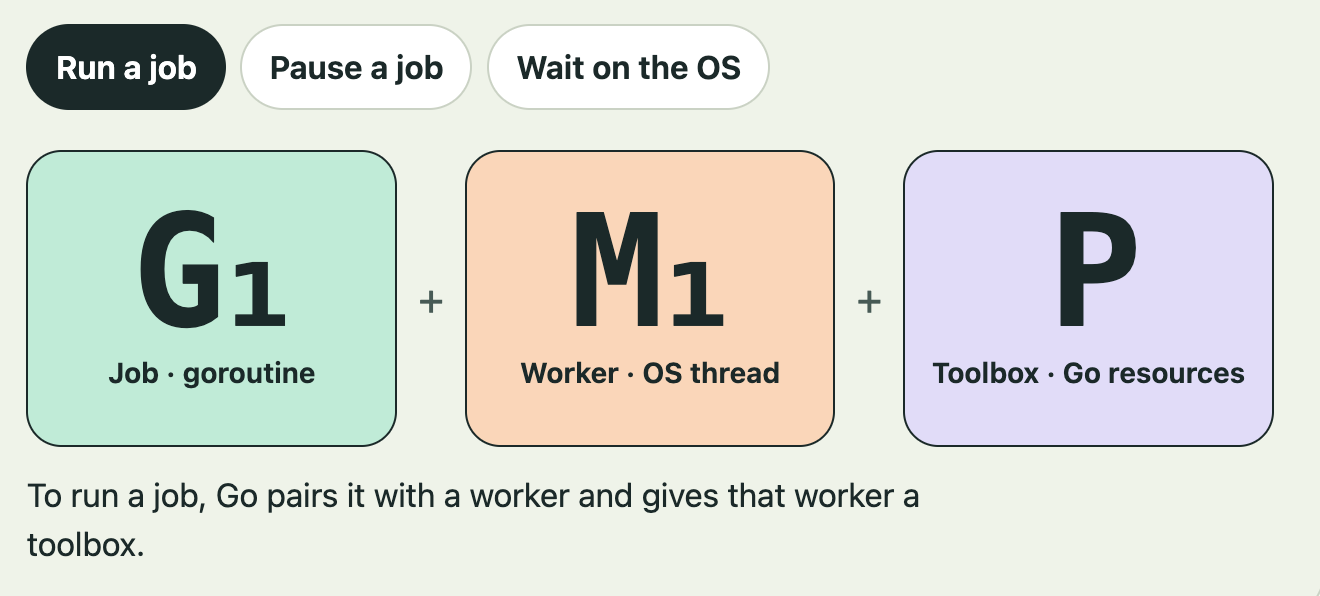 Run a job
Pause a job
Wait on the OS
G1
+
M1
+
P
Job · goroutine
Worker · OS thread
Toolbox · Go resources
To run a job, Go pairs it with a worker and gives that worker a
toolbox.